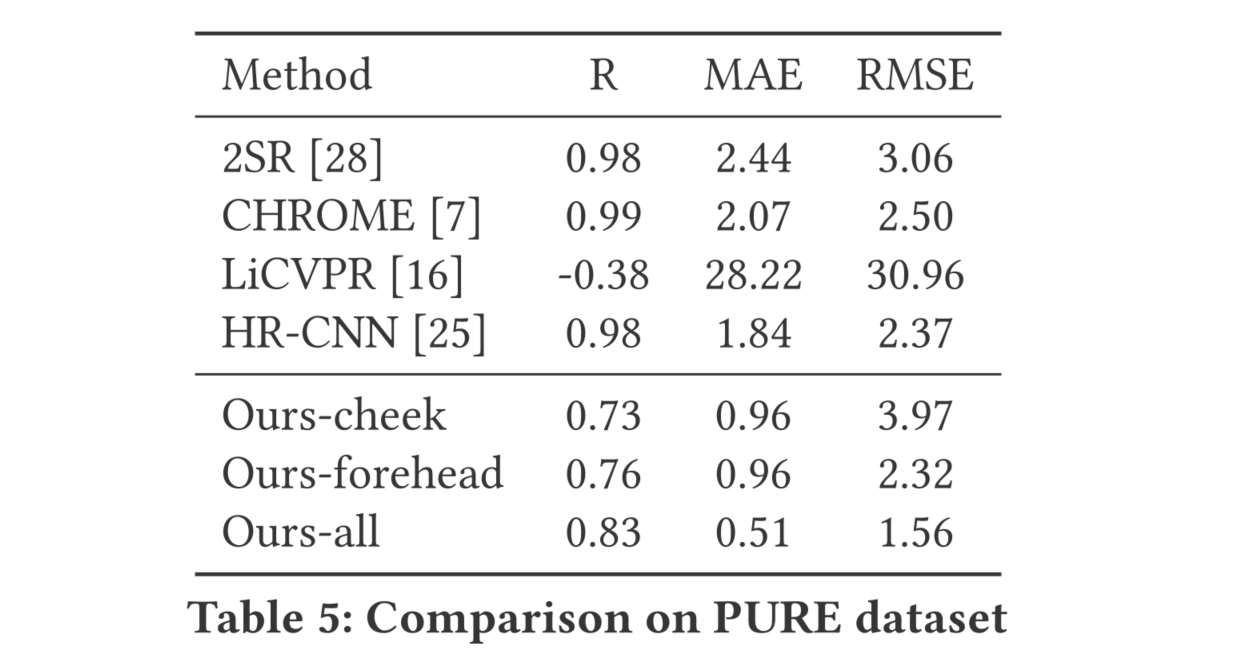 Method R MAE RMSE
2SR [28] 0.98 2.44 3.06
CHROME [7] 0.99 2.07 2.50
LiCVPR [16] -0.38 28.22 30.96
HR-CNN [25] 0.98 1.84 2.37
Ours-cheek 0.73 0.96 3.97
Ours-forehead 0.76 0.96 2.32
Ours-all 0.83 0.51 1.56
Table 5: Comparison on PURE dataset